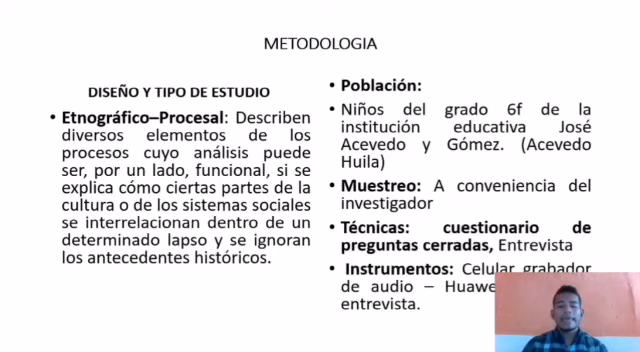 METODOLOGIA
DISEÑO Y TIPO DE ESTUDIO
• Etnográfico–Procesal: Describen
diversos elementos de los
procesos cuyo análisis puede
ser, por un lado, funcional, si se
explica cómo ciertas partes de la
cultura o de los sistemas sociales
se interrelacionan dentro de un
determinado lapso y se ignoran
los antecedentes históricos.
• Población:
• Niños del grado 6f de la
institución educativa José
Acevedo y Gómez. (Acevedo
Huila)
• Muestreo: A conveniencia del
investigador
• Técnicas: cuestionario de
preguntas cerradas, Entrevista
• Instrumentos: Celular grabador
de audio –
entrevista.